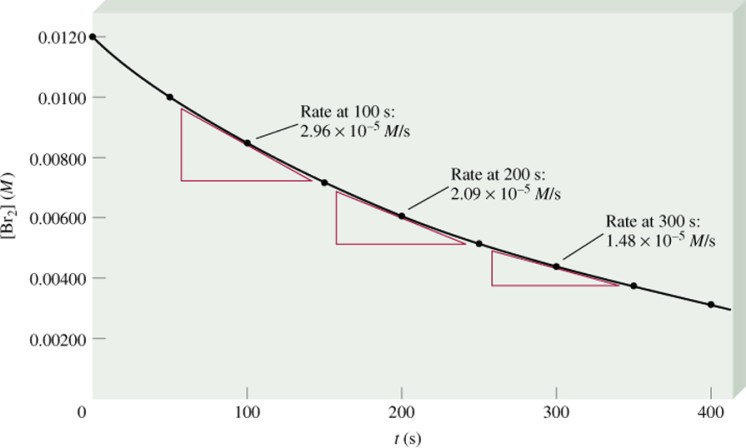 0.0120
0.0100
0.00800
0.00600
0.00400
0.00200
0
[Br₂] (M)
Rate at 100 s:
2.96 × 10⁻⁵ M/s
Rate at 200 s:
2.09 × 10⁻⁵ M/s
Rate at 300 s:
1.48 × 10⁻⁵ M/s
100
200
300
400
t (s)